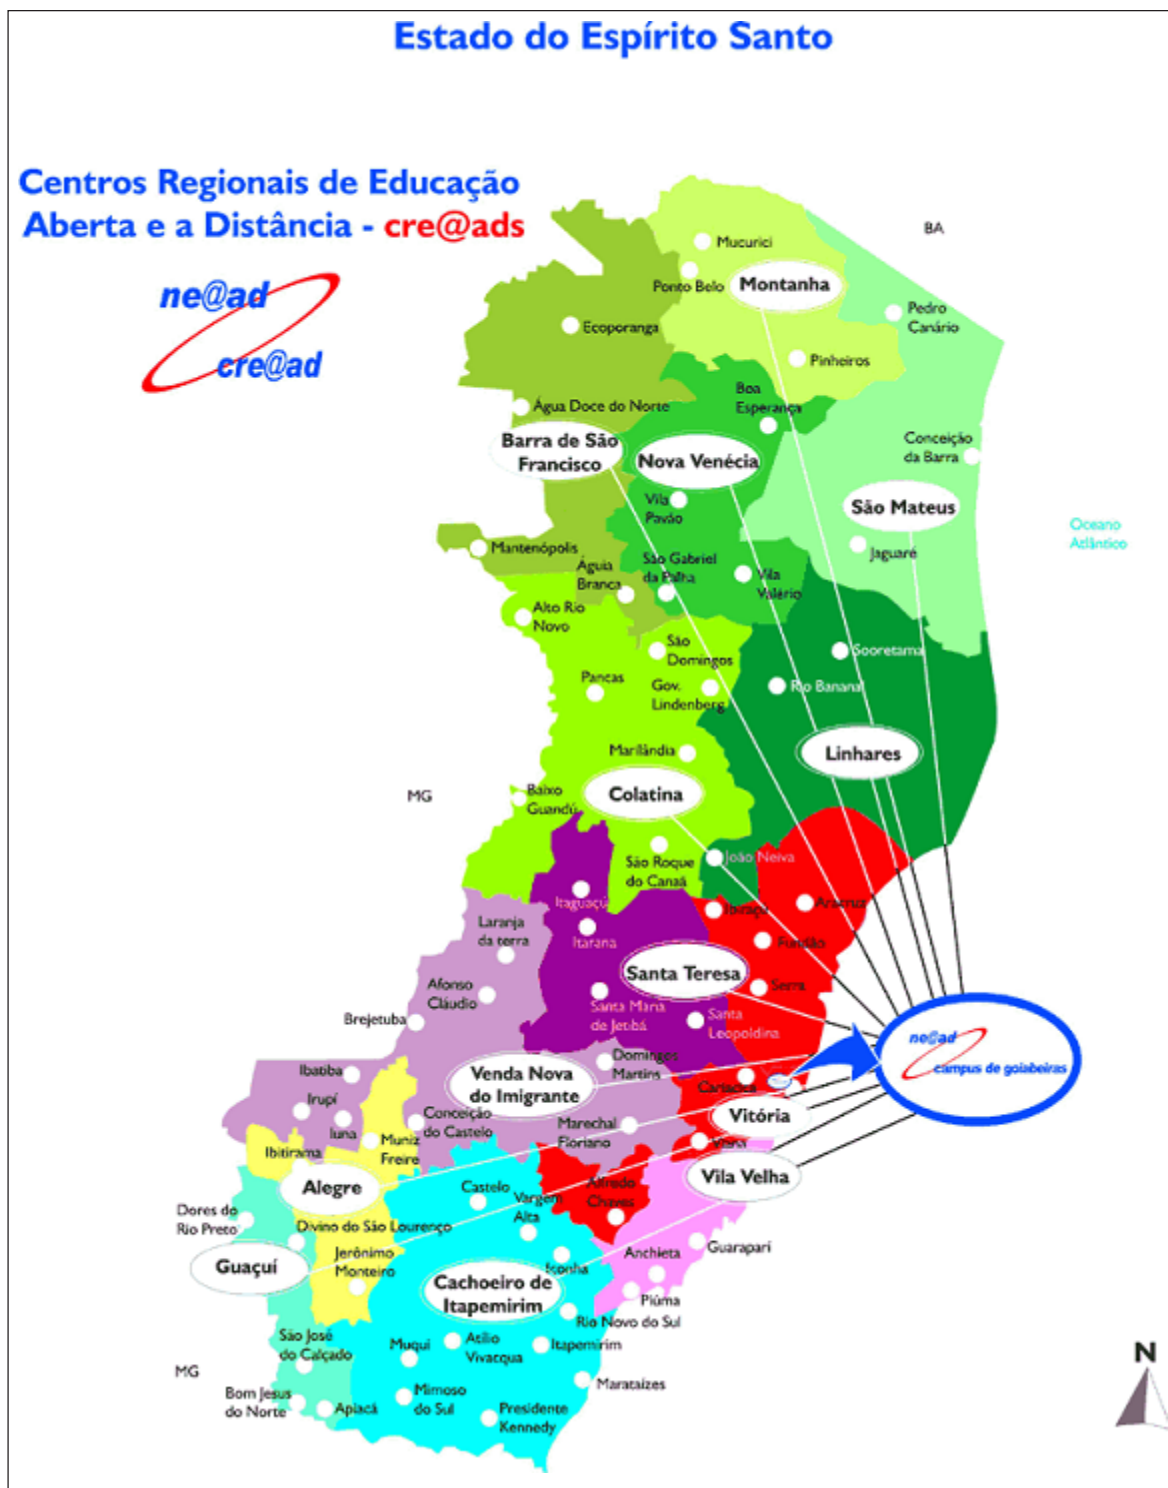 Estado do Espírito Santo
Centros Regionais de Educação
Aberta e a Distância - cre@ads
ne@ad
cre@ad
BA
Mucurici
Ponto Belo
Montanha
Pedro
Canário
Ecoporanga
Pinheiros
Água Doce do Norte
Boa
Esperança
Barra de São
Francisco
Nova Venécia
Conceição
da Barra
São Mateus
Vila
Pavão
Oceano
Atlântico
Mantenópolis
Jaguaré
Águia
Branca
São Gabriel
da Palha
Vila
Valério
Alto Rio
Novo
São
Domingos
Sooretama
Pancas
Gov.
Lindenberg
Rio Bananal
Marilândia
Linhares
MG
Baixo
Guandú
Colatina
São Roque
do Canaã
João Neiva
Itaguaçú
Ibiraçu
Aracruz
Laranja
da terra
Itarana
Fundão
Santa Teresa
Afonso
Cláudio
Serra
Santa Maria
de Jetibá
Santa
Leopoldina
Brejetuba
ne@ad
campus de goiabeiras
Ibatiba
Venda Nova
do Imigrante
Domingos
Martins
Cariacica
Irupí
Iuna
Conceição
do Castelo
Marechal
Floriano
Vitória
Ibitirama
Muniz
Freire
Viana
Alegre
Castelo
Vargem
Alta
Alfredo
Chaves
Vila Velha
Dores do
Rio Preto
Divino do São Lourenço
Guaçuí
Jerônimo
Monteiro
Iconha
Anchieta
Guaraparí
Cachoeiro de
Itapemirim
Piúma
Rio Novo do Sul
São José
do Calçado
Muqui
Atílio
Vivacqua
Itapemirim
MG
Marataízes
Bom Jesus
do Norte
Apiacá
Mimoso
do Sul
Presidente
Kennedy
N